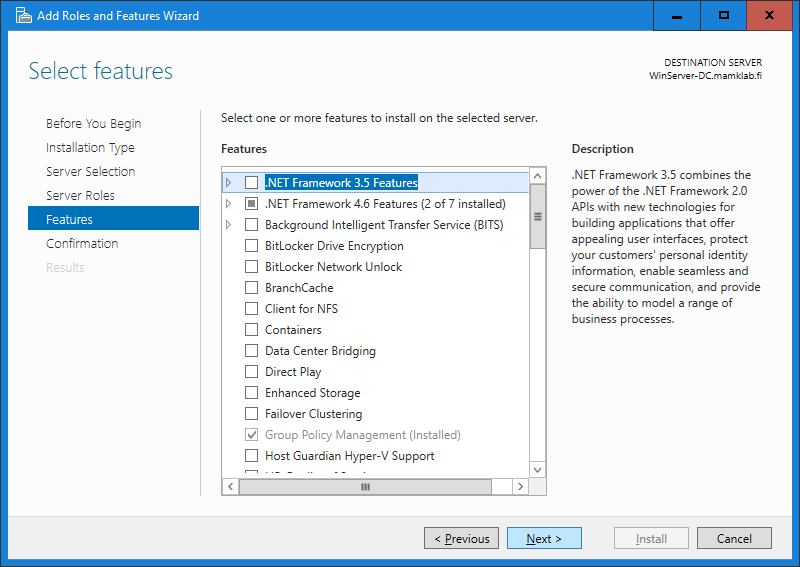 Add Roles and Features Wizard
Select features
DESTINATION SERVER
WinServer-DC.mamklab.fi
Before You Begin
Installation Type
Server Selection
Server Roles
Features
Confirmation
Results
Select one or more features to install on the selected server.
Features
.NET Framework 3.5 Features
.NET Framework 4.6 Features (2 of 7 installed)
Background Intelligent Transfer Service (BITS)
BitLocker Drive Encryption
BitLocker Network Unlock
BranchCache
Client for NFS
Containers
Data Center Bridging
Direct Play
Enhanced Storage
Failover Clustering
Group Policy Management (Installed)
Host Guardian Hyper-V Support
Description
.NET Framework 3.5 combines the
power of the .NET Framework 2.0
APIs with new technologies for
building applications that offer
appealing user interfaces, protect
your customers' personal identity
information, enable seamless and
secure communication, and provide
the ability to model a range of
business processes.
< Previous
Next >
Install
Cancel